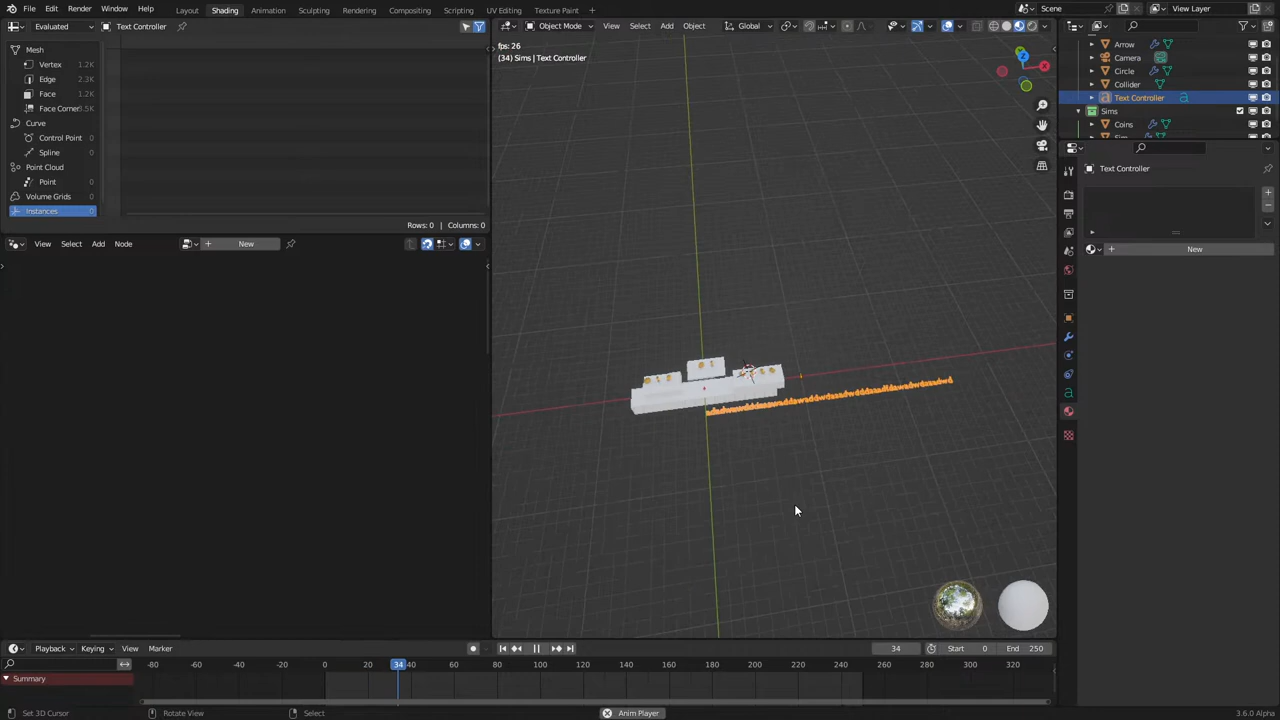 File Edit Render Window Help Layout Shading Animation Sculpting Rendering Compositing Scripting UV Editing Texture Paint Scene View Layer
Evaluated Text Controller Object Mode View Select Add Object Global
Mesh
Vertex 1.2K
Edge 2.3K
Face 1.2K
Face Corner 3.5K
Curve
Control Point 0
Spline 0
Point Cloud
Point 0
Volume Grids 0
Instances 0
Rows: 0 | Columns: 0
View Select Add Node New
fps: 26
(34) Sims | Text Controller
Arrow
Camera
Circle
Collider
Text Controller
Sims
Coins
Text Controller
New
Playback Keying View Marker 34 Start 0 End 250
-80 -60 -40 -20 0 20 34 40 60 80 100 120 140 160 180 200 220 240 260 280 300 320
Summary
Set 3D Cursor Rotate View Select Anim Player 3.6.0 Alpha